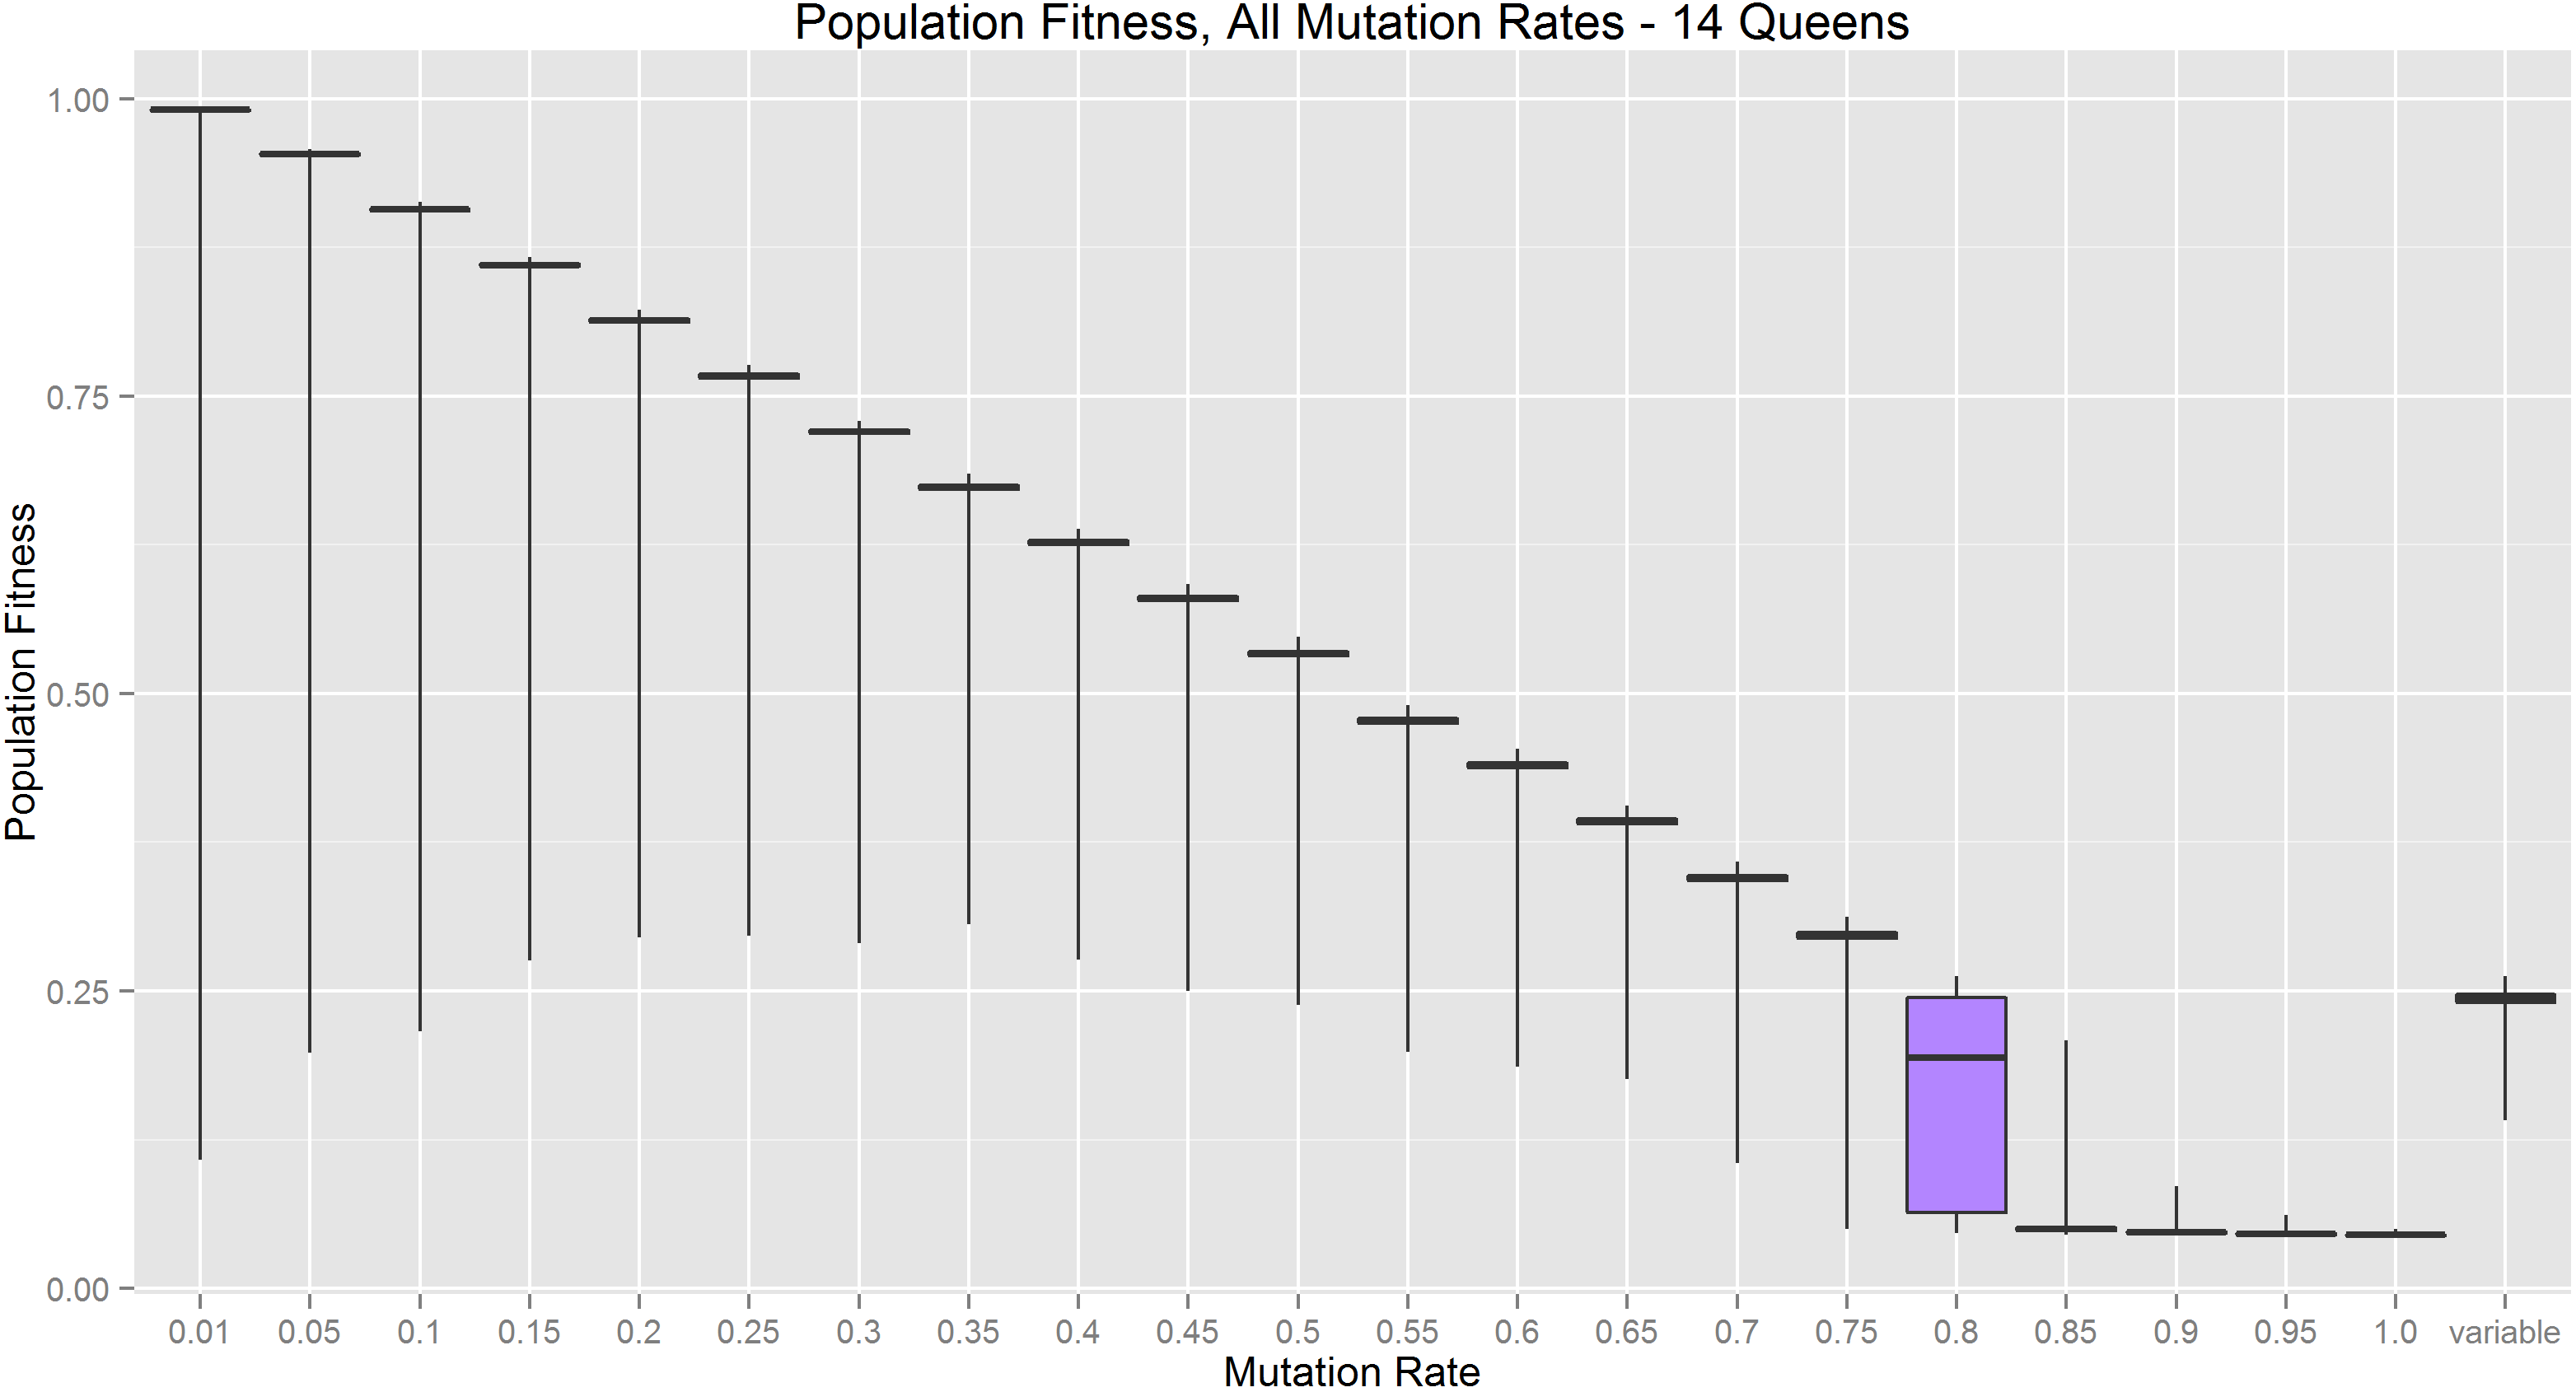 Population Fitness, All Mutation Rates - 14 Queens
Population Fitness
1.00
0.75
0.50
0.25
0.00
0.01 0.05 0.1 0.15 0.2 0.25 0.3 0.35 0.4 0.45 0.5 0.55 0.6 0.65 0.7 0.75 0.8 0.85 0.9 0.95 1.0 variable
Mutation Rate